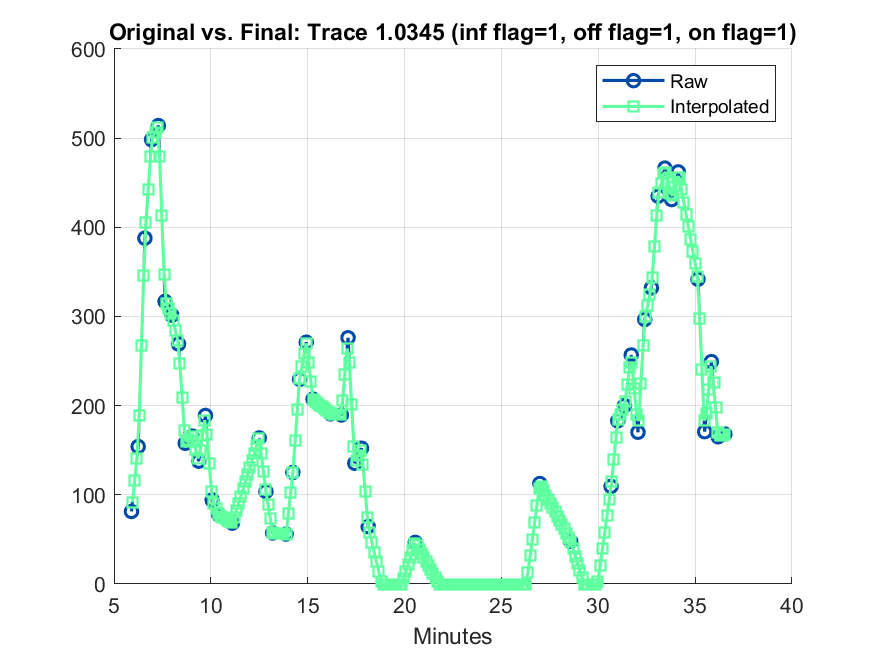 Original vs. Final: Trace 1.0345 (inf flag=1, off flag=1, on flag=1)
600
500
400
300
200
100
0
5 10 15 20 25 30 35 40
Minutes
Raw
Interpolated